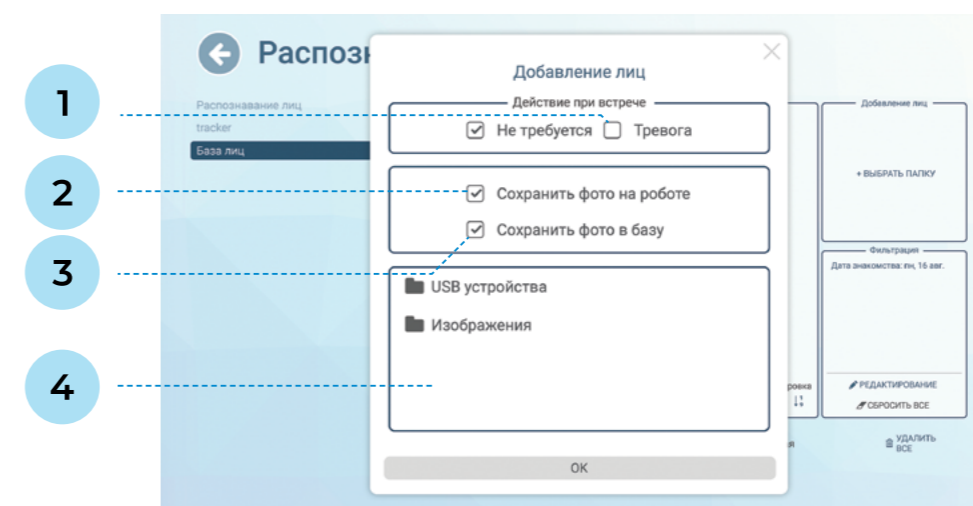 1
2
3
4
Распозн
Распознавание лиц
tracker
База лиц
Добавление лиц
Действие при встрече
Не требуется Тревога
Сохранить фото на роботе
Сохранить фото в базу
USB устройства
Изображения
OK
Добавление лиц
+ ВЫБРАТЬ ПАПКУ
Фильтрация
Дата знакомства: пн, 16 авг.
РЕДАКТИРОВАНИЕ
СБРОСИТЬ ВСЕ
УДАЛИТЬ
ВСЕ